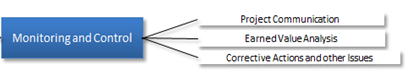 Project Communication
Monitoring and Control
Earned Value Analysis
Corrective Actions and other Issues